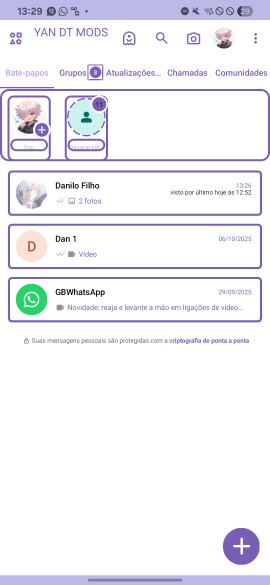 13:29
YAN DT MODS
Bate-papos Grupos 3 Atualizações... Chamadas Comunidades
11
You
Danilo Filho 13:26
visto por último hoje às 12:52
2 fotos
Dan 1 06/10/2025
D
Vídeo
GBWhatsApp 29/09/2025
Novidade: reaja e levante a mão em ligações de vídeo...
Suas mensagens pessoais são protegidas com a criptografia de ponta a ponta